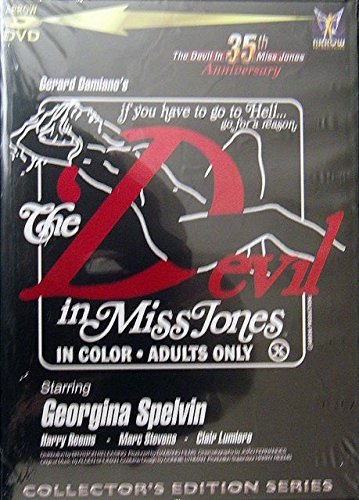 ARROW
DVD
35th
The Devil In Miss Jones
Anniversary
ARROW
Gerard Damiano's
if you have to go to Hell...
go for a reason
The Devil
in Miss Jones
IN COLOR • ADULTS ONLY X
Starring
Georgina Spelvin
Harry Reems - Marc Stevens - Clair Lumiere
COLLECTOR'S EDITION SERIES